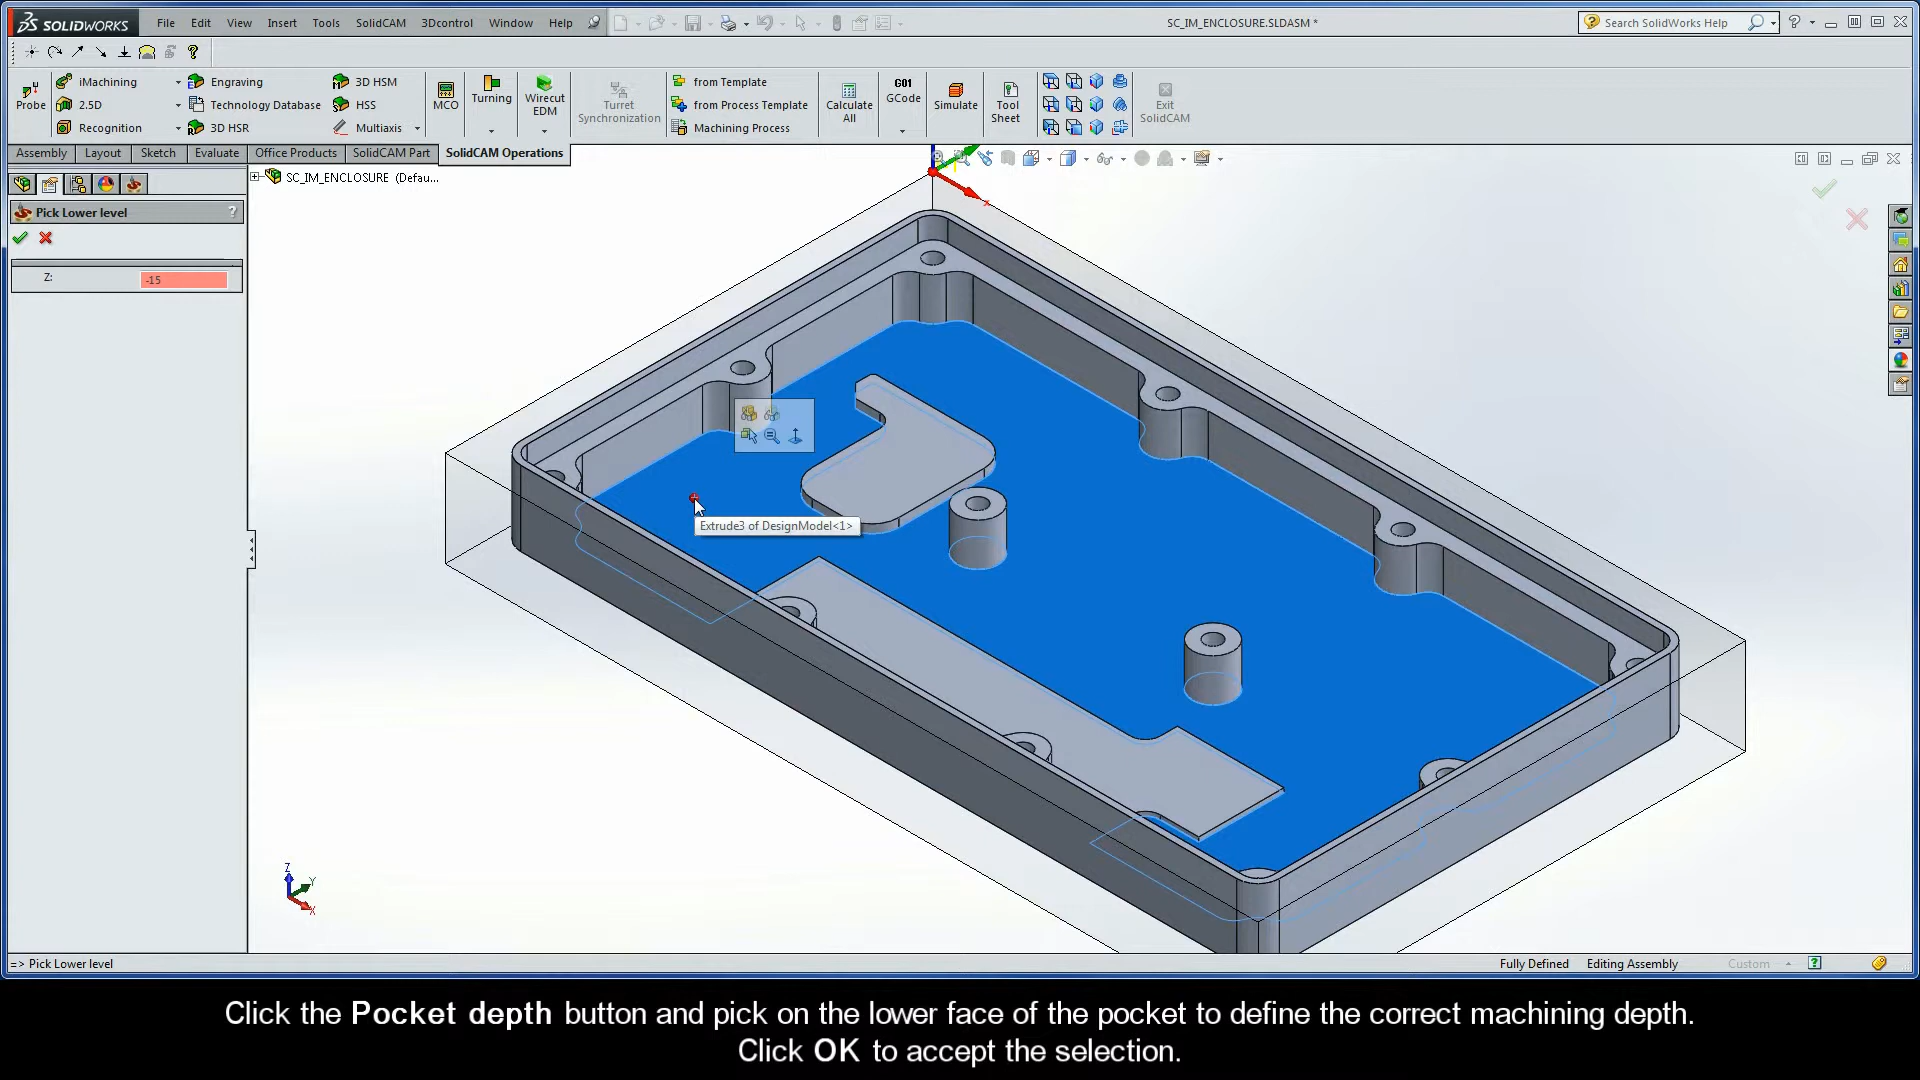 SOLIDWORKS File Edit View Insert Tools SolidCAM 3Dcontrol Window Help SC_IM_ENCLOSURE.SLDASM * Search SolidWorks Help
Probe iMachining Engraving 3D HSM
2.5D Technology Database HSS
Recognition 3D HSR Multiaxis
MCO Turning Wirecut EDM Turret Synchronization
from Template
from Process Template
Machining Process
Calculate All G01 GCode Simulate Tool Sheet Exit SolidCAM
Assembly Layout Sketch Evaluate Office Products SolidCAM Part SolidCAM Operations
SC_IM_ENCLOSURE (Defau...
Pick Lower level ?
Z: -15
x
Extrude3 of DesignModel<1>
Z
Y
X
=> Pick Lower level Fully Defined Editing Assembly Custom
Click the Pocket depth button and pick on the lower face of the pocket to define the correct machining depth.
Click OK to accept the selection.